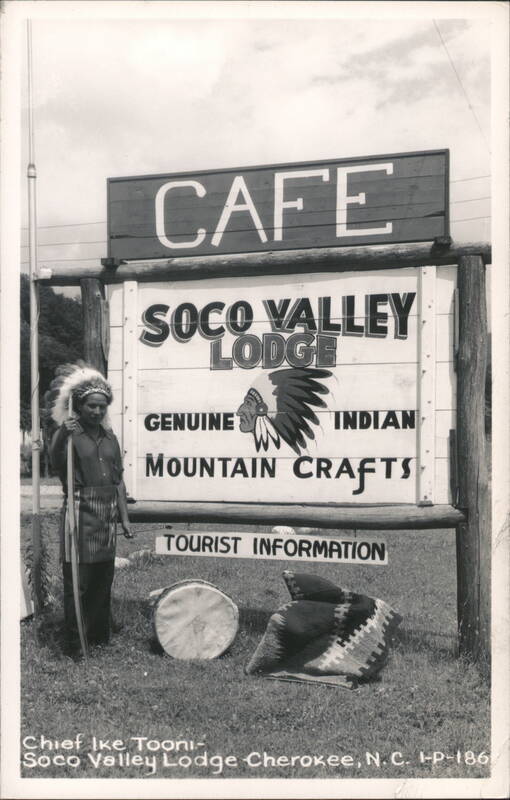 CAFE
SOCO VALLEY
LODGE
GENUINE INDIAN
MOUNTAIN CRAFTS
TOURIST INFORMATION
Chief Ike Tooni-
Soco Valley Lodge-Cherokee, N.C. 1-P-186